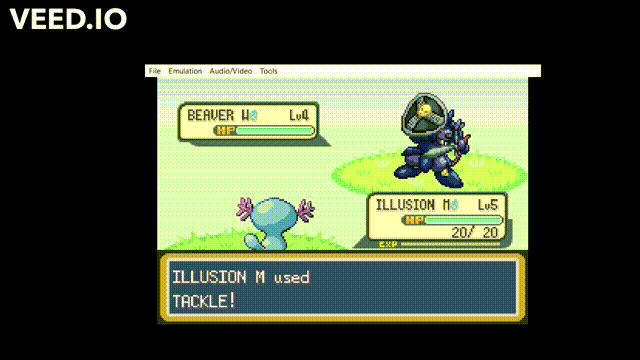 VEED.IO
File Emulation Audio/Video Tools
BEAVER W♂ Lv4
HP
ILLUSION M♂ Lv5
HP
20/ 20
EXP
ILLUSION M used
TACKLE!